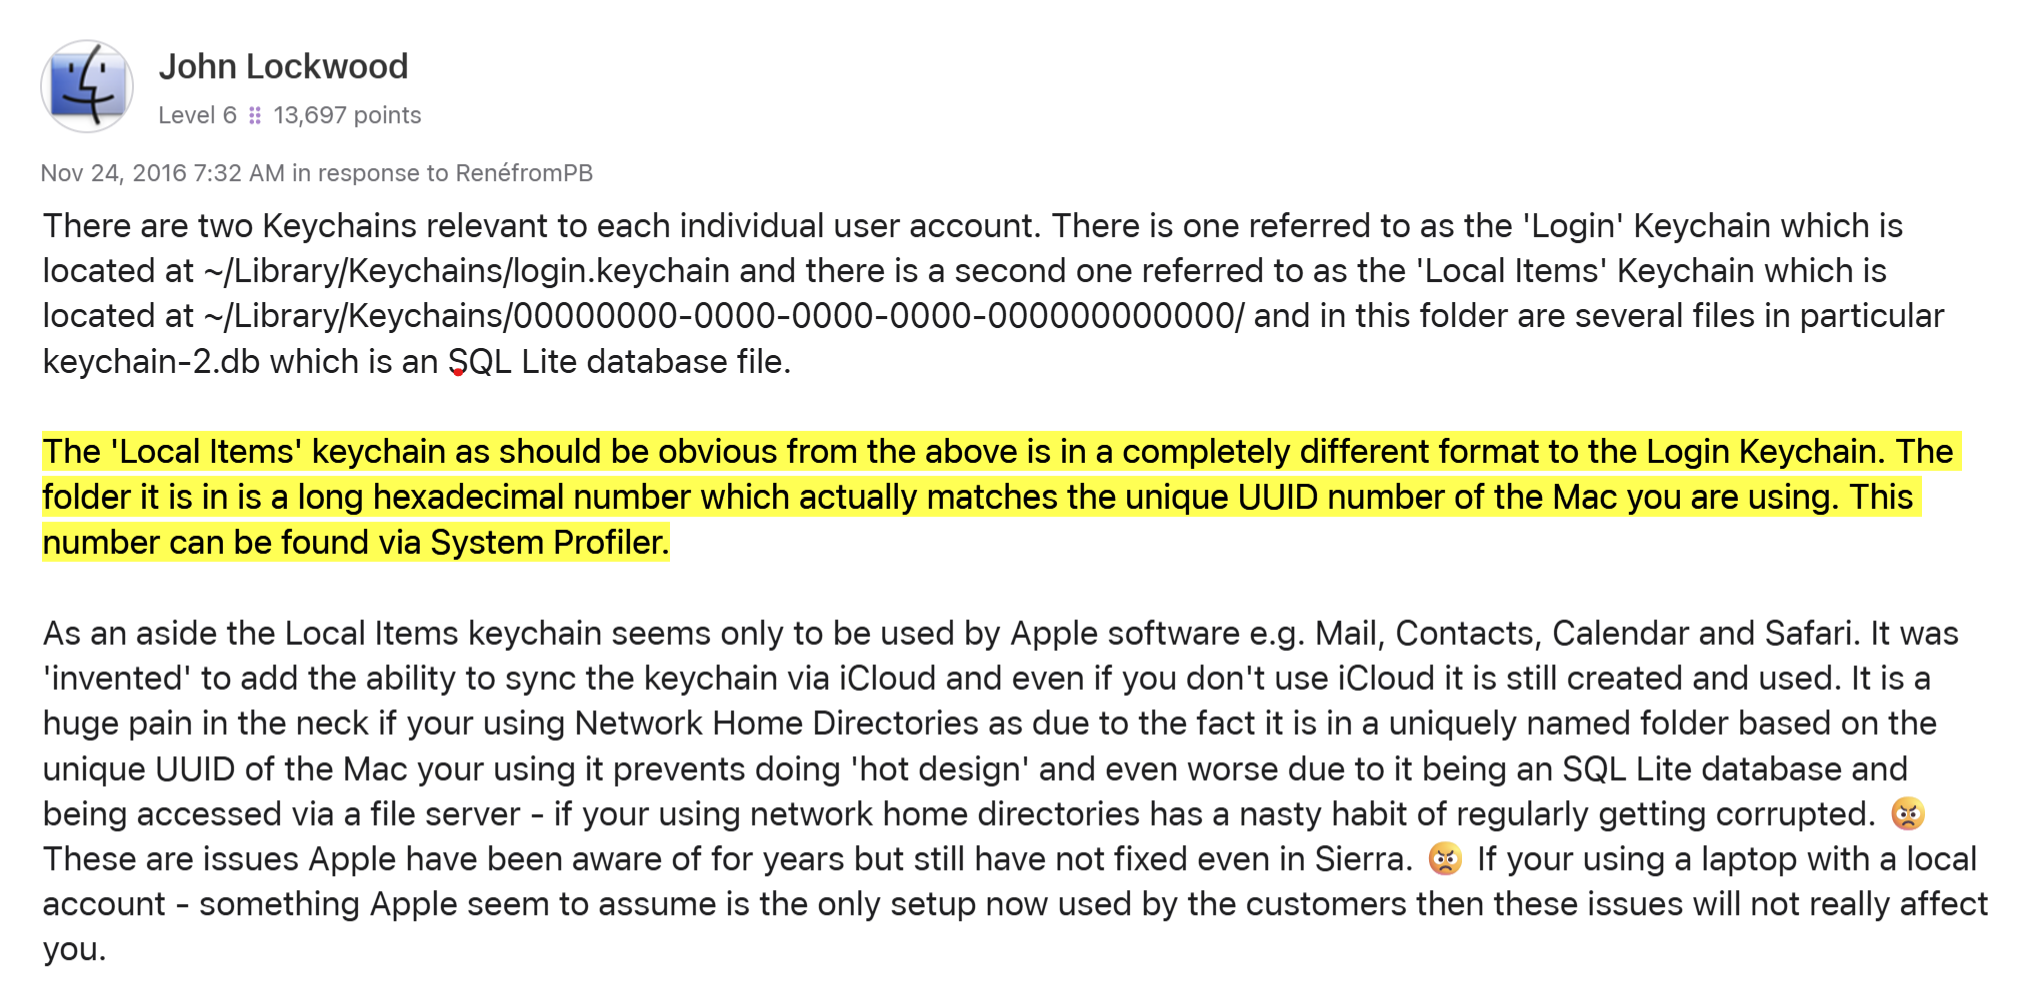 John Lockwood
Level 6 13,697 points
Nov 24, 2016 7:32 AM in response to RenéfromPB
There are two Keychains relevant to each individual user account. There is one referred to as the 'Login' Keychain which is
located at ~/Library/Keychains/login.keychain and there is a second one referred to as the 'Local Items' Keychain which is
located at ~/Library/Keychains/00000000-0000-0000-0000-000000000000/ and in this folder are several files in particular
keychain-2.db which is an SQL Lite database file.
The 'Local Items' keychain as should be obvious from the above is in a completely different format to the Login Keychain. The
folder it is in is a long hexadecimal number which actually matches the unique UUID number of the Mac you are using. This
number can be found via System Profiler.
As an aside the Local Items keychain seems only to be used by Apple software e.g. Mail, Contacts, Calendar and Safari. It was
'invented' to add the ability to sync the keychain via iCloud and even if you don't use iCloud it is still created and used. It is a
huge pain in the neck if your using Network Home Directories as due to the fact it is in a uniquely named folder based on the
unique UUID of the Mac your using it prevents doing 'hot design' and even worse due to it being an SQL Lite database and
being accessed via a file server - if your using network home directories has a nasty habit of regularly getting corrupted. 😡
These are issues Apple have been aware of for years but still have not fixed even in Sierra. 😡 If your using a laptop with a local
account - something Apple seem to assume is the only setup now used by the customers then these issues will not really affect
you.